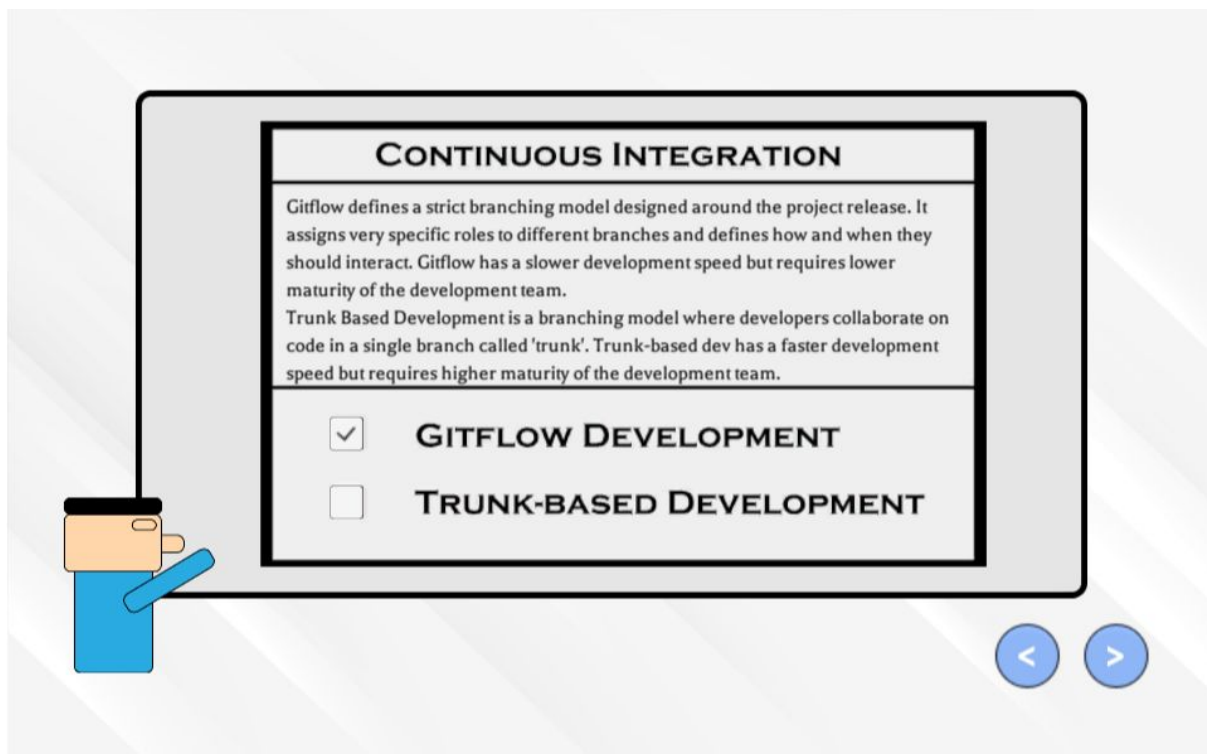 Continuous Integration
Gitflow defines a strict branching model designed around the project release. It
assigns very specific roles to different branches and defines how and when they
should interact. Gitflow has a slower development speed but requires lower
maturity of the development team.
Trunk Based Development is a branching model where developers collaborate on
code in a single branch called 'trunk'. Trunk-based dev has a faster development
speed but requires higher maturity of the development team.
Gitflow Development
Trunk-based Development
< >